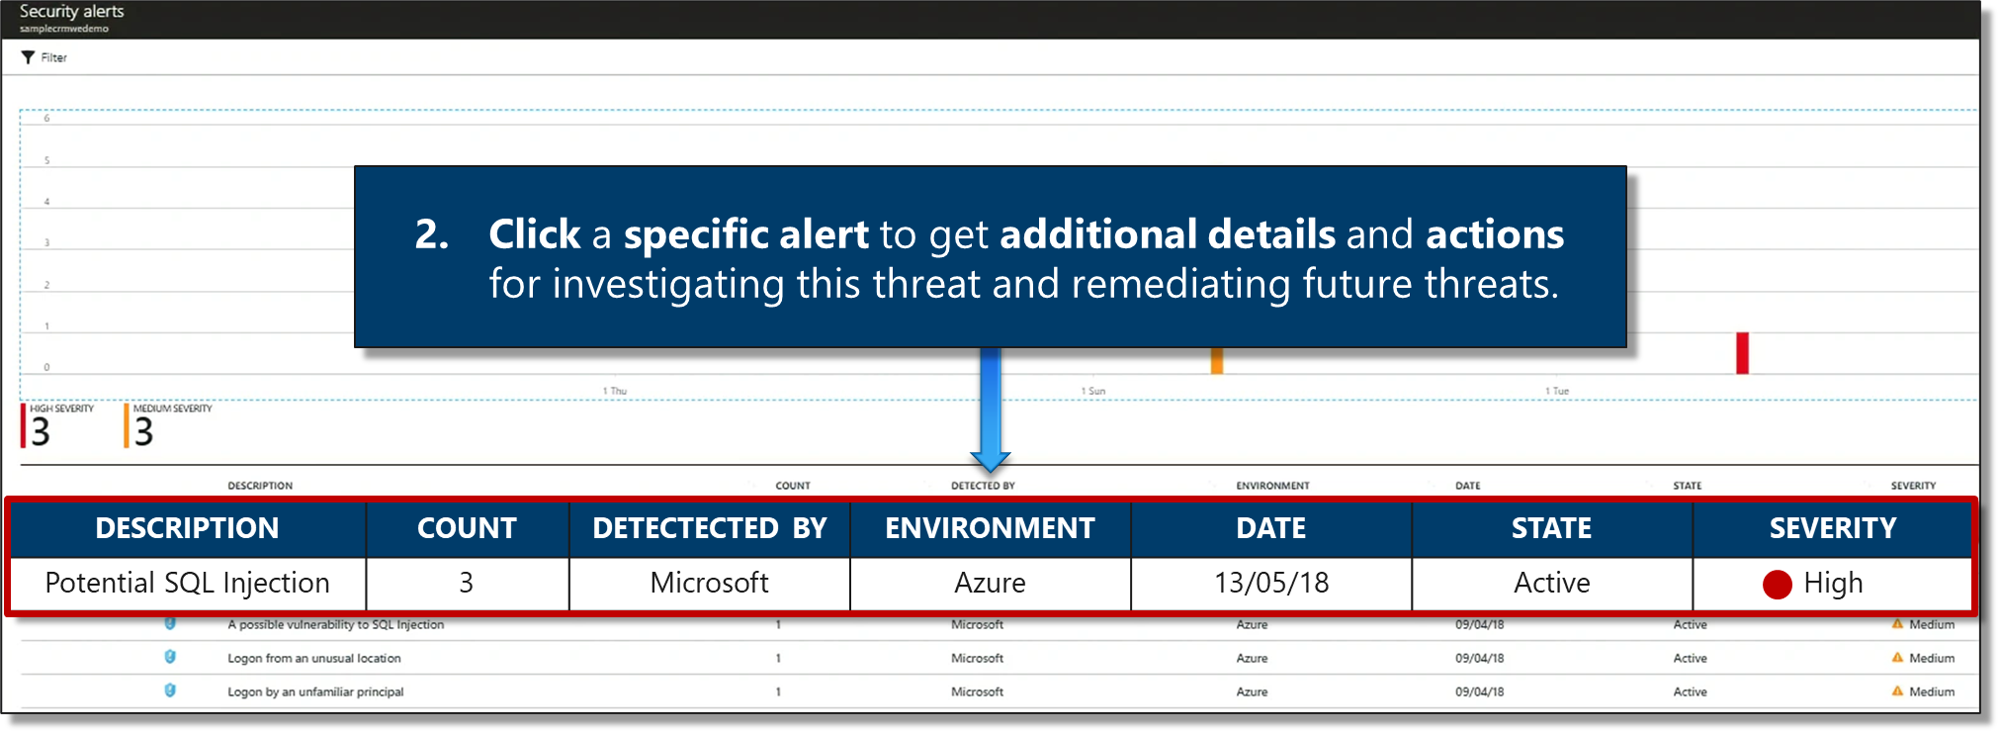 Security alerts
samplecrmwedemo
Filter
6
5
4
3
2
1
0
2. Click a specific alert to get additional details and actions
for investigating this threat and remediating future threats.
1 Thu 1 Sun 1 Tue
HIGH SEVERITY MEDIUM SEVERITY
3 3
DESCRIPTION COUNT DETECTED BY ENVIRONMENT DATE STATE SEVERITY
DESCRIPTION COUNT DETECTECTED BY ENVIRONMENT DATE STATE SEVERITY
Potential SQL Injection 3 Microsoft Azure 13/05/18 Active High
A possible vulnerability to SQL Injection 1 Microsoft Azure 09/04/18 Active Medium
Logon from an unusual location 1 Microsoft Azure 09/04/18 Active Medium
Logon by an unfamiliar principal 1 Microsoft Azure 09/04/18 Active Medium